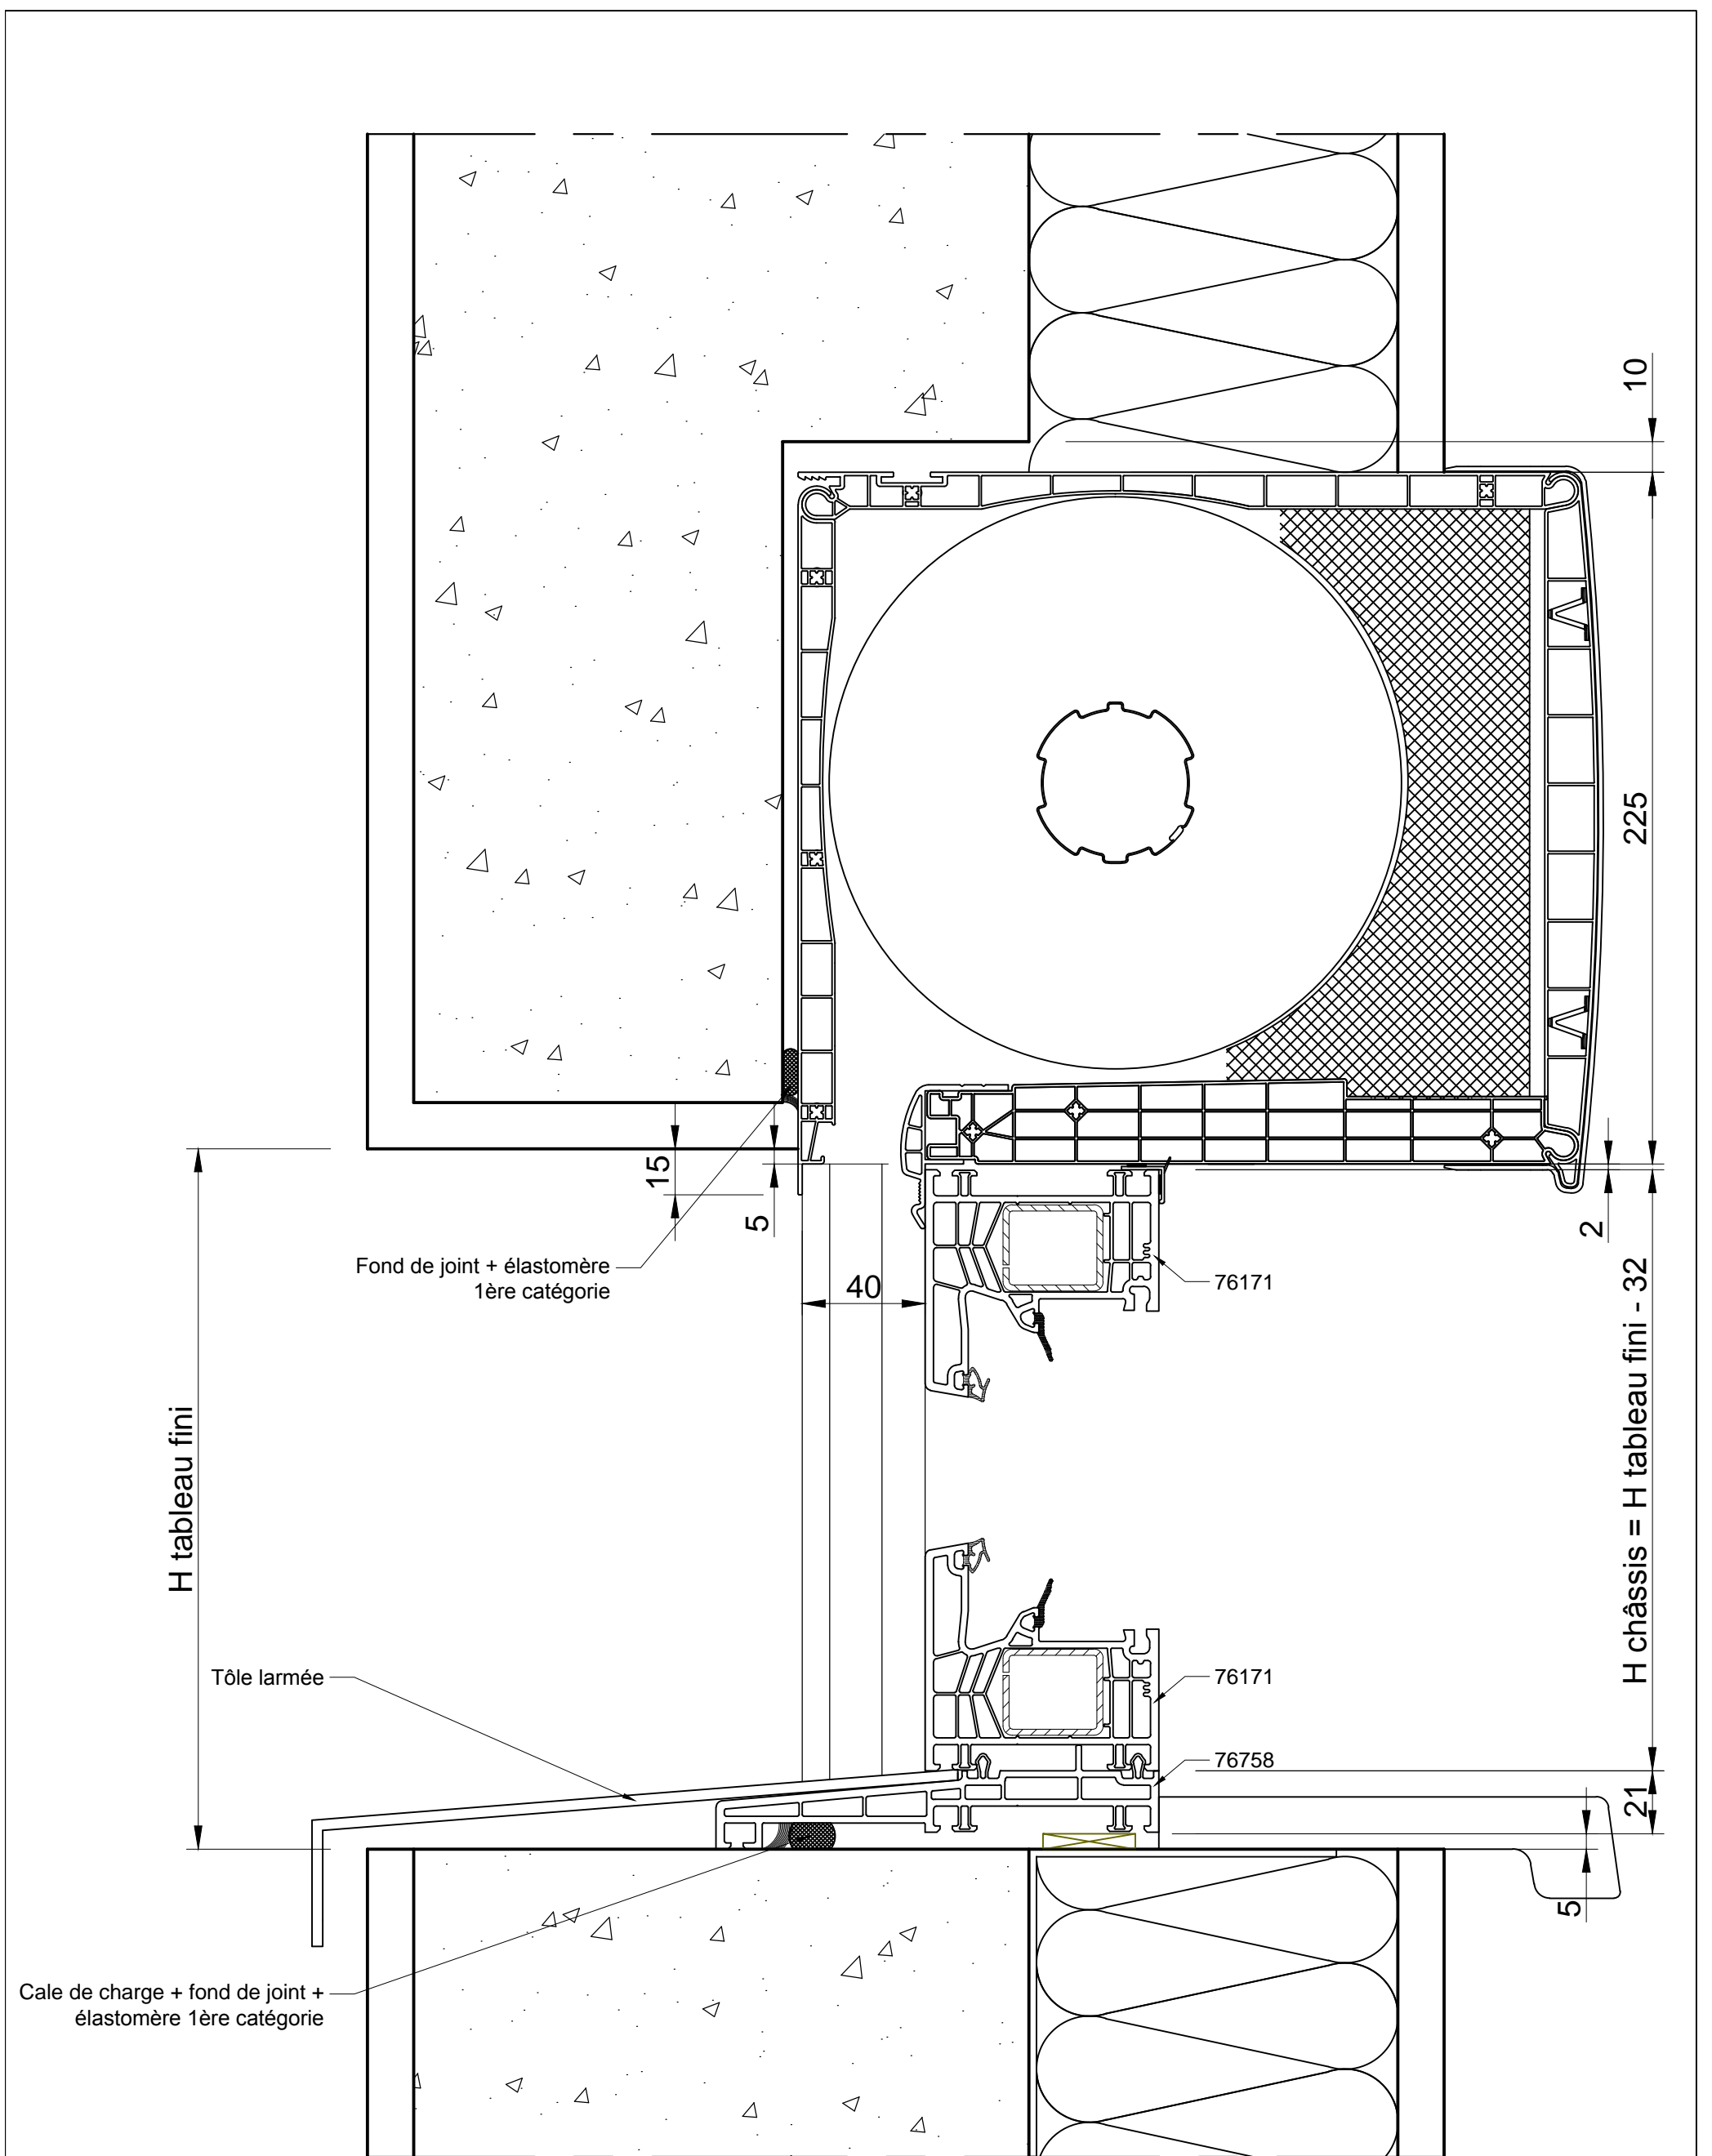 10
225
15
5
2
Fond de joint + élastomère
1ère catégorie
40
76171
H châssis = H tableau fini - 32
H tableau fini
Tôle larmée
76171
76758
21
5
Cale de charge + fond de joint +
élastomère 1ère catégorie